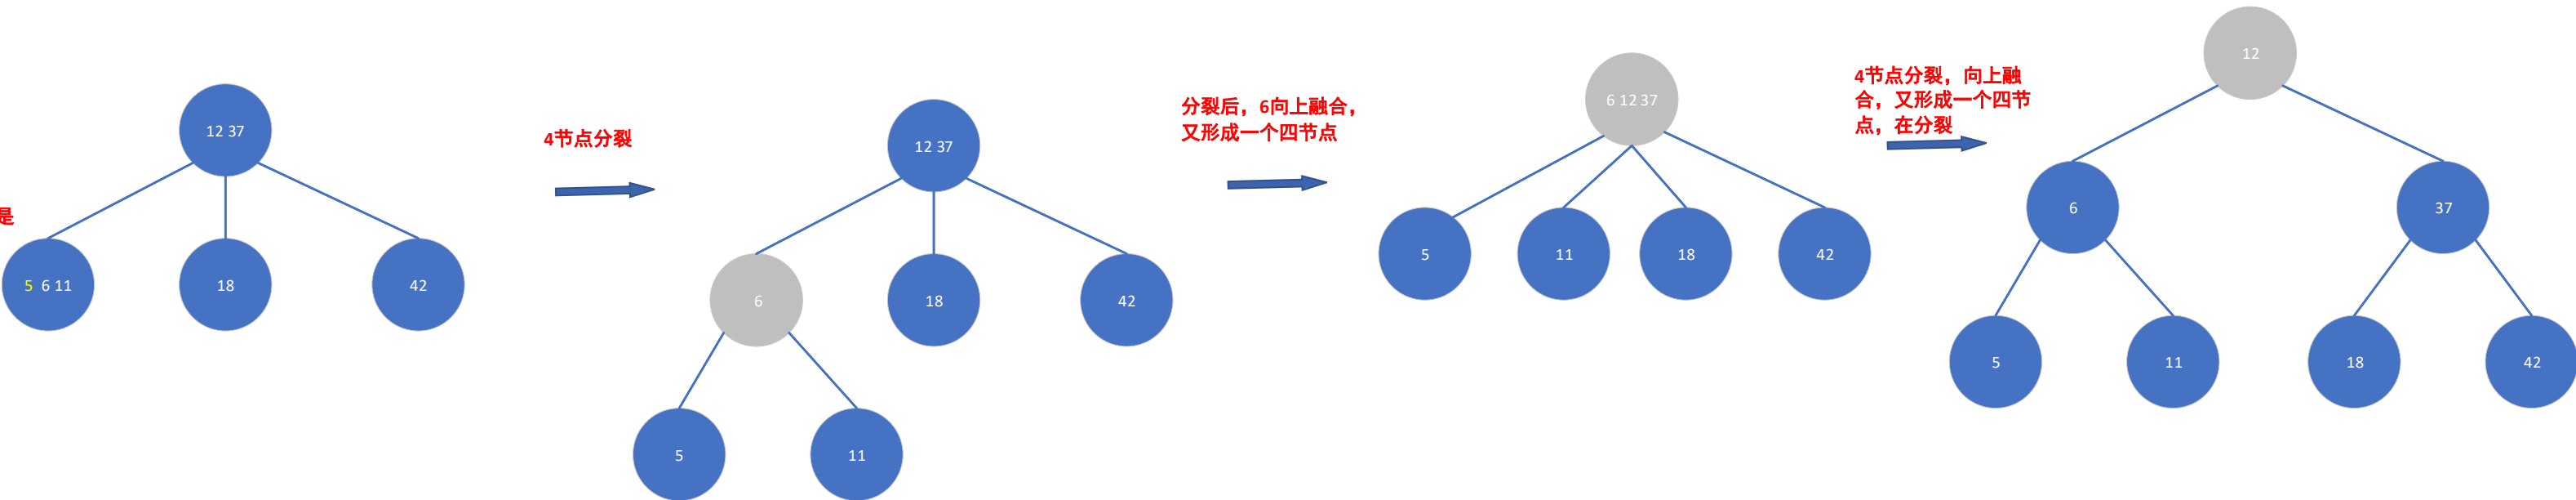 是
12 37
5 6 11
18
42
4节点分裂
12 37
6
18
42
5
11
分裂后，6向上融合，
又形成一个四节点
6 12 37
5
11
18
42
4节点分裂，向上融
合，又形成一个四节
点，在分裂
12
6
37
5
11
18
42